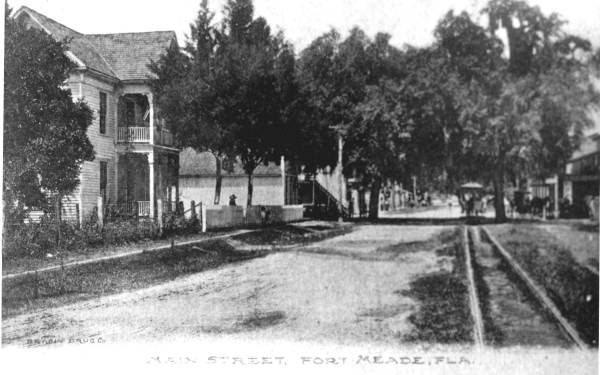 MAIN STREET, FORT MEADE, FLA.